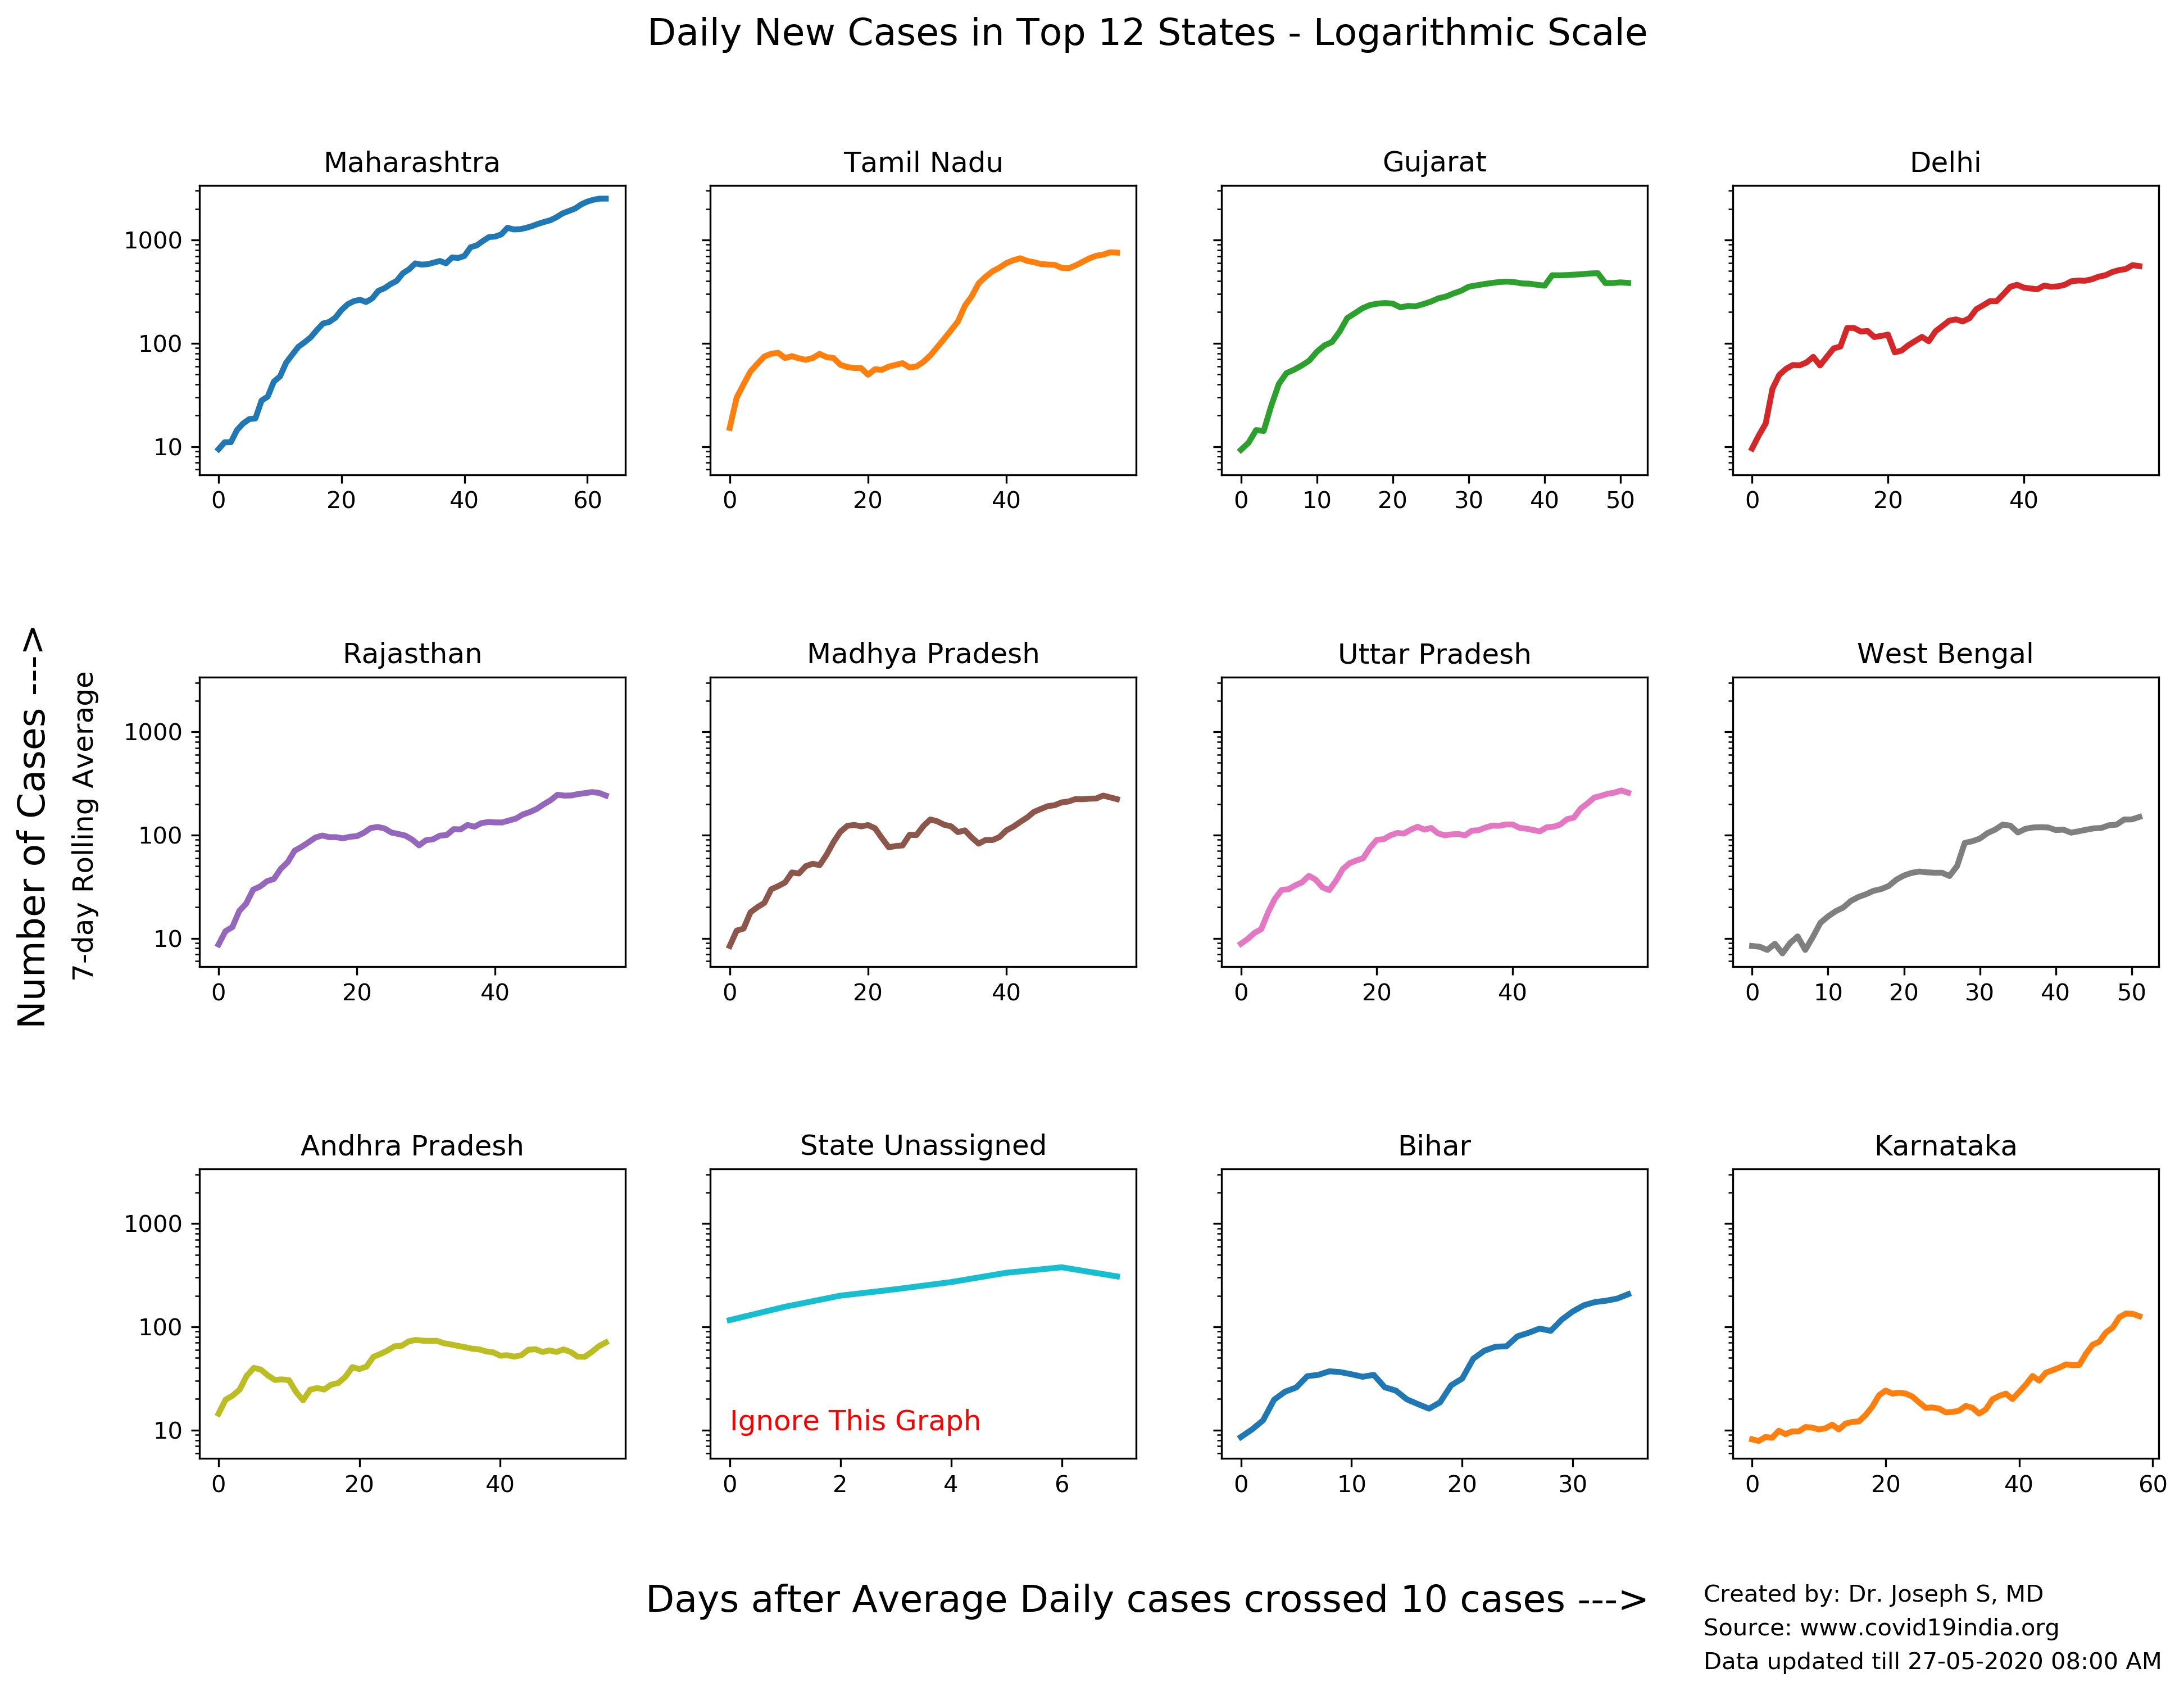 Daily New Cases in Top 12 States - Logarithmic Scale
Maharashtra
1000
100
10
0 20 40 60
Tamil Nadu
0 20 40
Gujarat
0 10 20 30 40 50
Delhi
0 20 40
Number of Cases --->
7-day Rolling Average
Rajasthan
1000
100
10
0 20 40
Madhya Pradesh
0 20 40
Uttar Pradesh
0 20 40
West Bengal
0 10 20 30 40 50
Andhra Pradesh
1000
100
10
0 20 40
State Unassigned
Ignore This Graph
0 2 4 6
Bihar
0 10 20 30
Karnataka
0 20 40 60
Days after Average Daily cases crossed 10 cases --->
Created by: Dr. Joseph S, MD
Source: www.covid19india.org
Data updated till 27-05-2020 08:00 AM